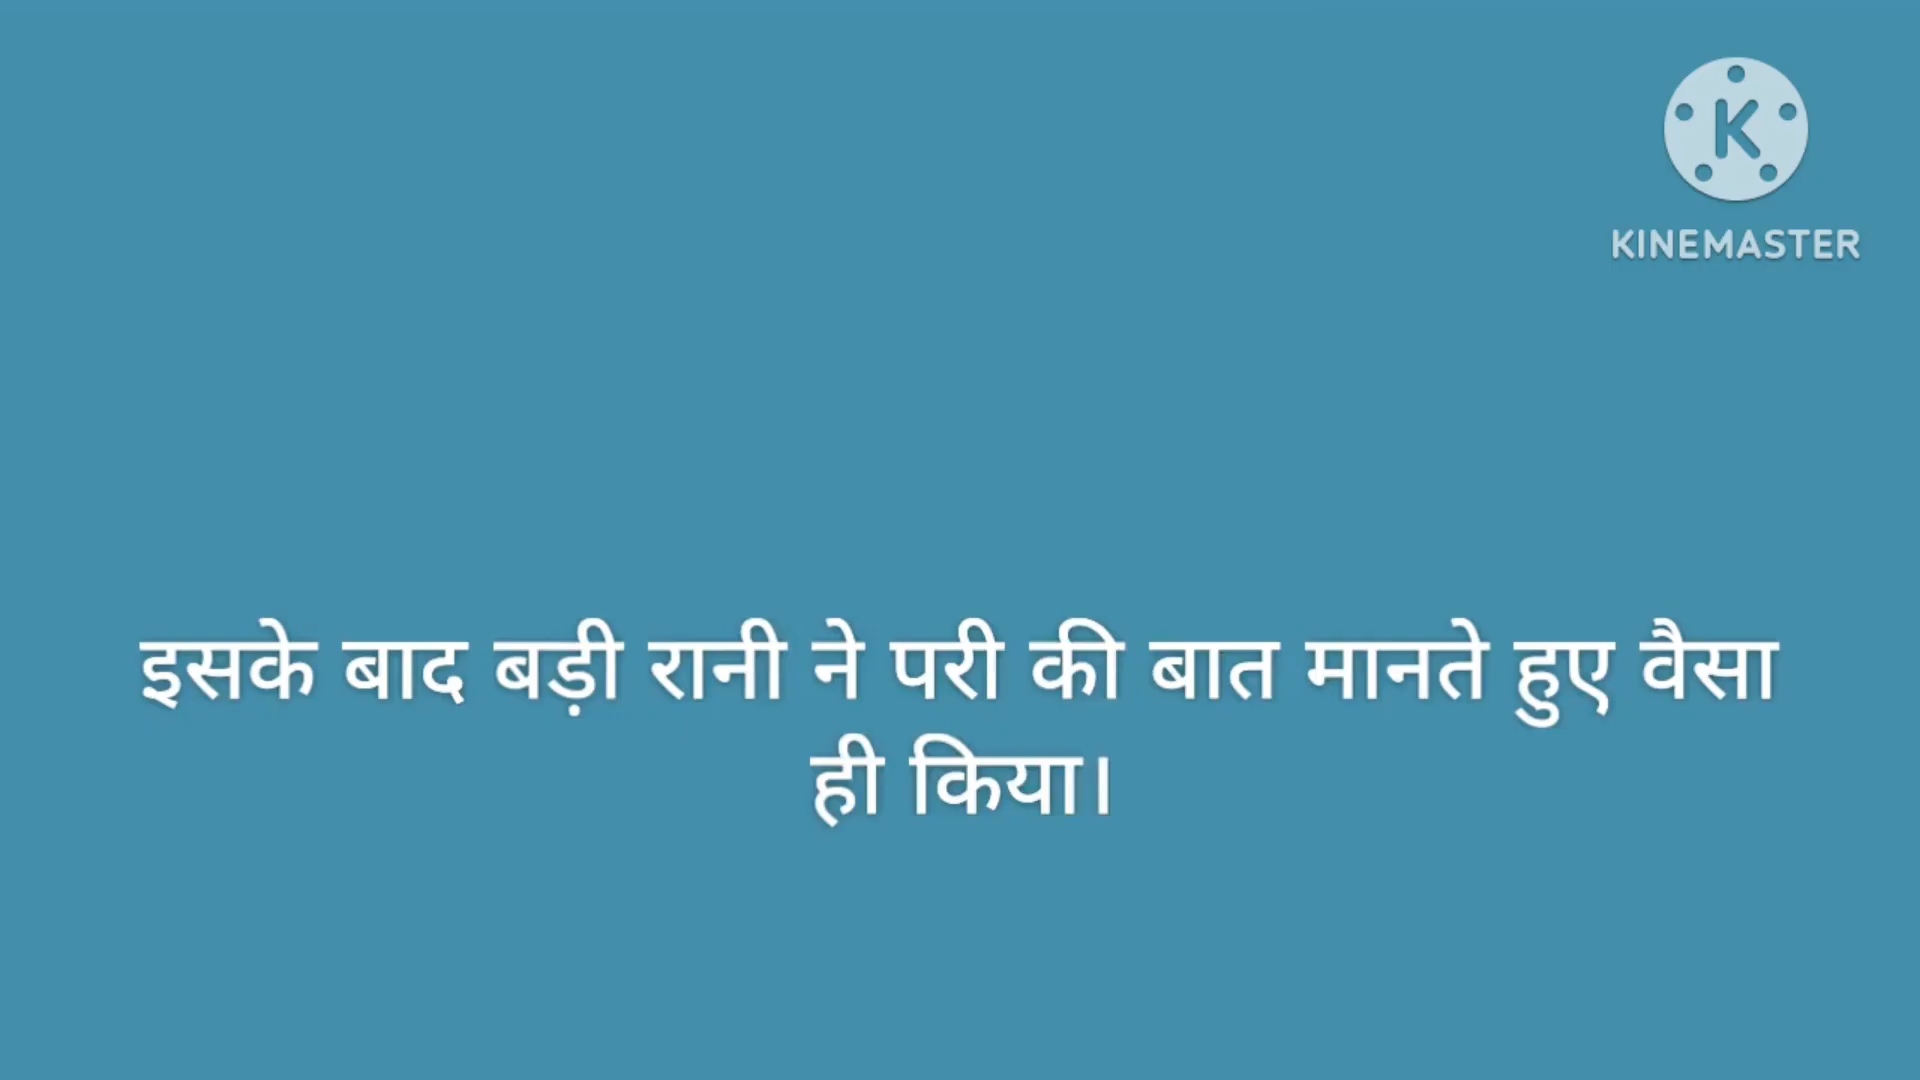 KINEMASTER
इसके बाद बड़ी रानी ने परी की बात मानते हुए वैसा
ही किया।